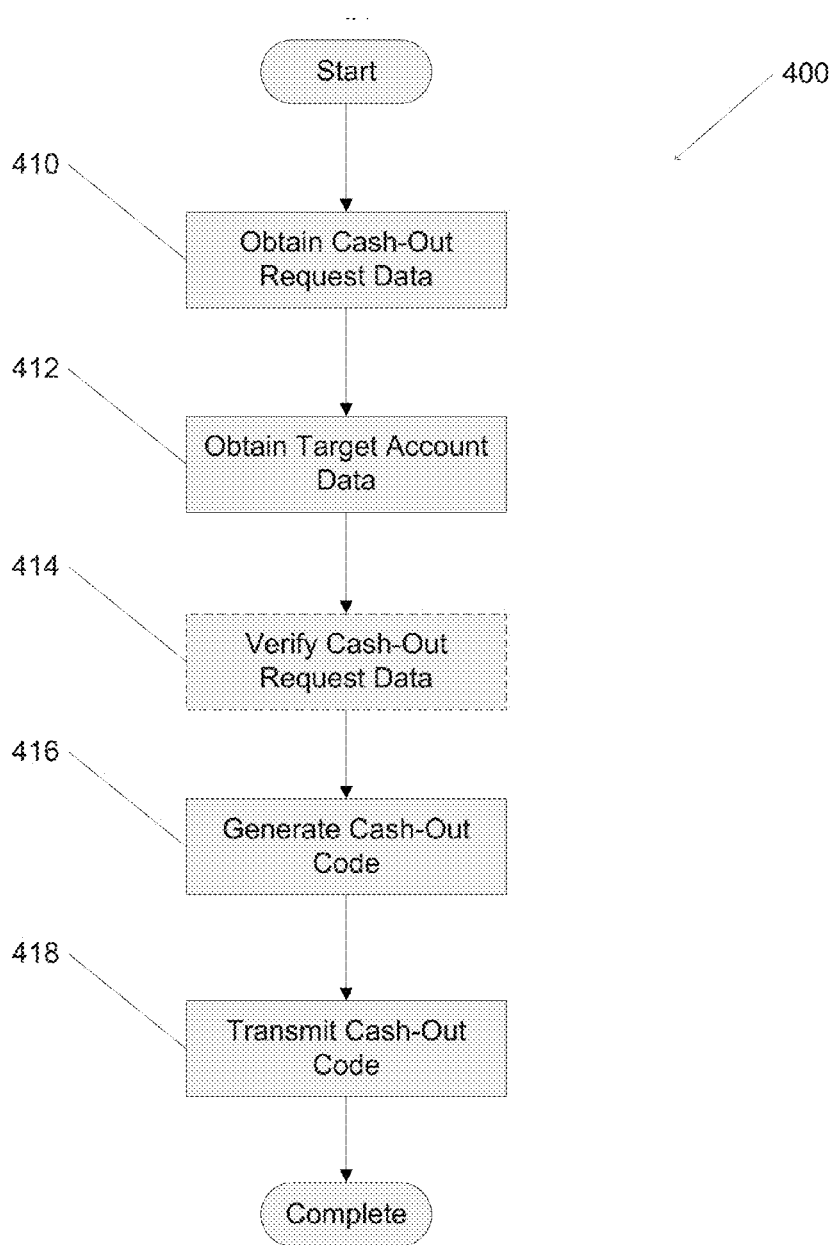 Start
400
410
Obtain Cash-Out
Request Data
412
Obtain Target Account
Data
414
Verify Cash-Out
Request Data
416
Generate Cash-Out
Code
418
Transmit Cash-Out
Code
Complete